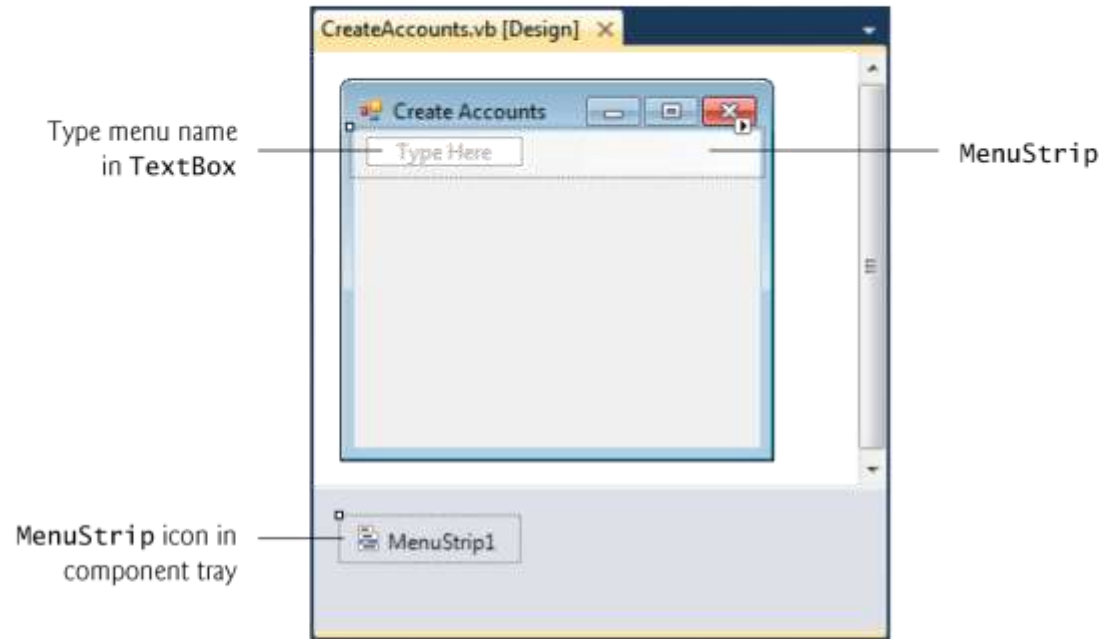 CreateAccounts.vb [Design]
Create Accounts
Type menu name
in TextBox
Type Here
MenuStrip
MenuStrip icon in
component tray
MenuStrip1